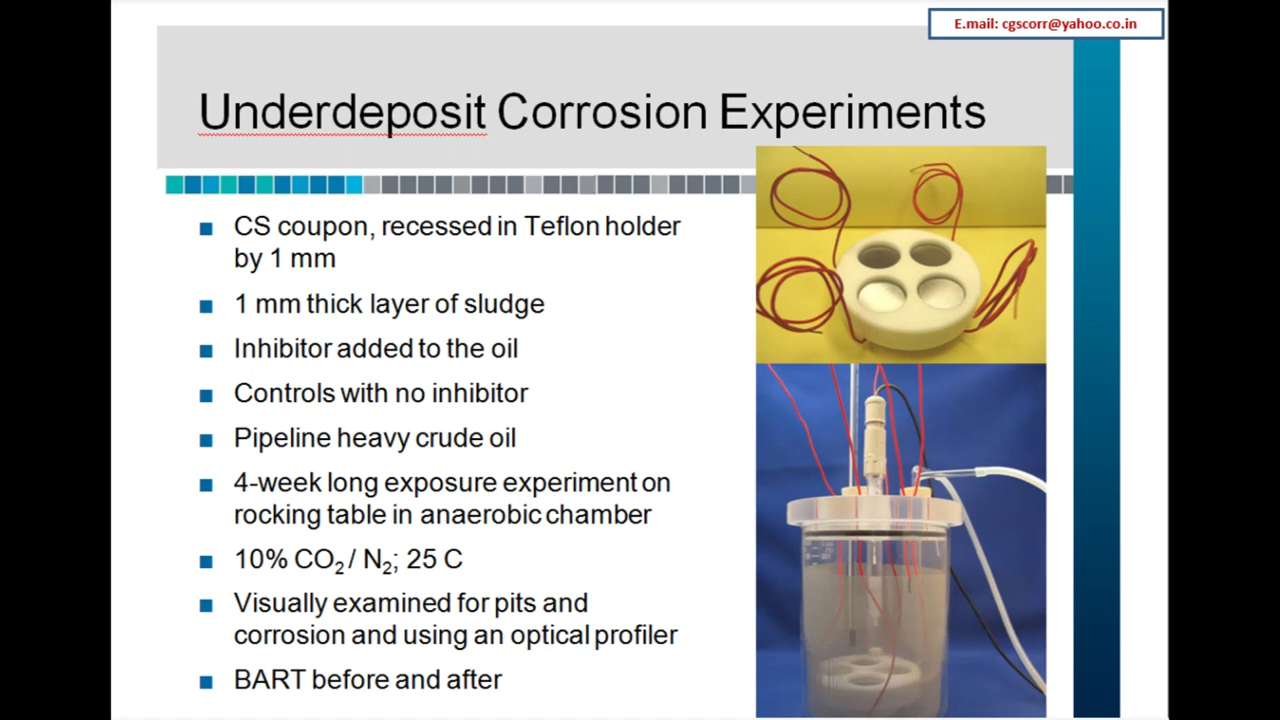 E.mail: cgscorr@yahoo.co.in
Underdeposit Corrosion Experiments
CS coupon, recessed in Teflon holder
by 1 mm
1 mm thick layer of sludge
Inhibitor added to the oil
Controls with no inhibitor
Pipeline heavy crude oil
4-week long exposure experiment on
rocking table in anaerobic chamber
10% CO₂ / N₂; 25 C
Visually examined for pits and
corrosion and using an optical profiler
BART before and after